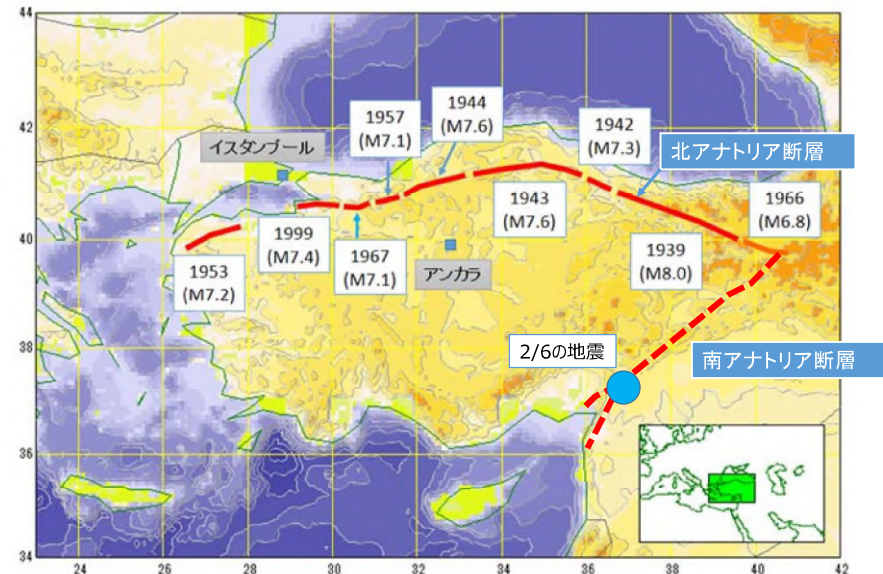 44
42
40
38
36
34
24
26
28
30
32
34
36
38
40
42
イスタンブール
1957
(M7.1)
1944
(M7.6)
1942
(M7.3)
北アナトリア断層
1966
(M6.8)
1943
(M7.6)
1999
(M7.4)
1967
(M7.1)
アンカラ
1939
(M8.0)
1953
(M7.2)
2/6の地震
南アナトリア断層